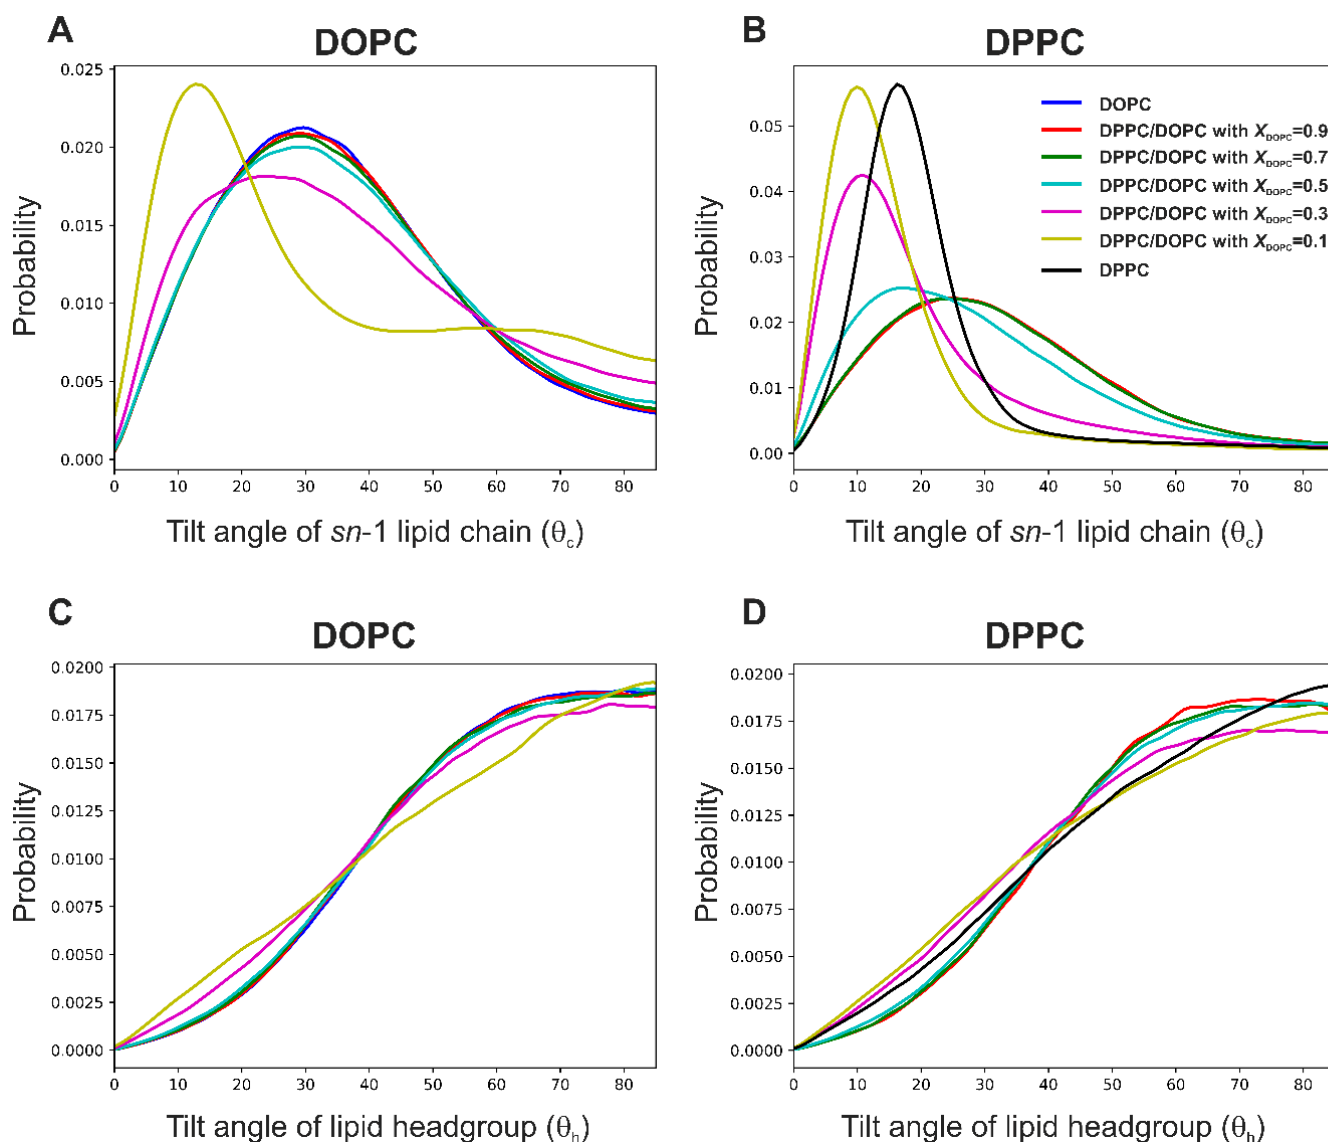 A
DOPC
0.025
0.020
0.015
0.010
0.005
0.000
Probability
0 10 20 30 40 50 60 70 80
Tilt angle of sn-1 lipid chain (θc)
B
DPPC
0.05
0.04
0.03
0.02
0.01
0.00
Probability
DOPC
DPPC/DOPC with XDOPC=0.9
DPPC/DOPC with XDOPC=0.7
DPPC/DOPC with XDOPC=0.5
DPPC/DOPC with XDOPC=0.3
DPPC/DOPC with XDOPC=0.1
DPPC
0 10 20 30 40 50 60 70 80
Tilt angle of sn-1 lipid chain (θc)
C
DOPC
0.0200
0.0175
0.0150
0.0125
0.0100
0.0075
0.0050
0.0025
0.0000
Probability
0 10 20 30 40 50 60 70 80
Tilt angle of lipid headgroup (θh)
D
DPPC
0.0200
0.0175
0.0150
0.0125
0.0100
0.0075
0.0050
0.0025
0.0000
Probability
0 10 20 30 40 50 60 70 80
Tilt angle of lipid headgroup (θh)